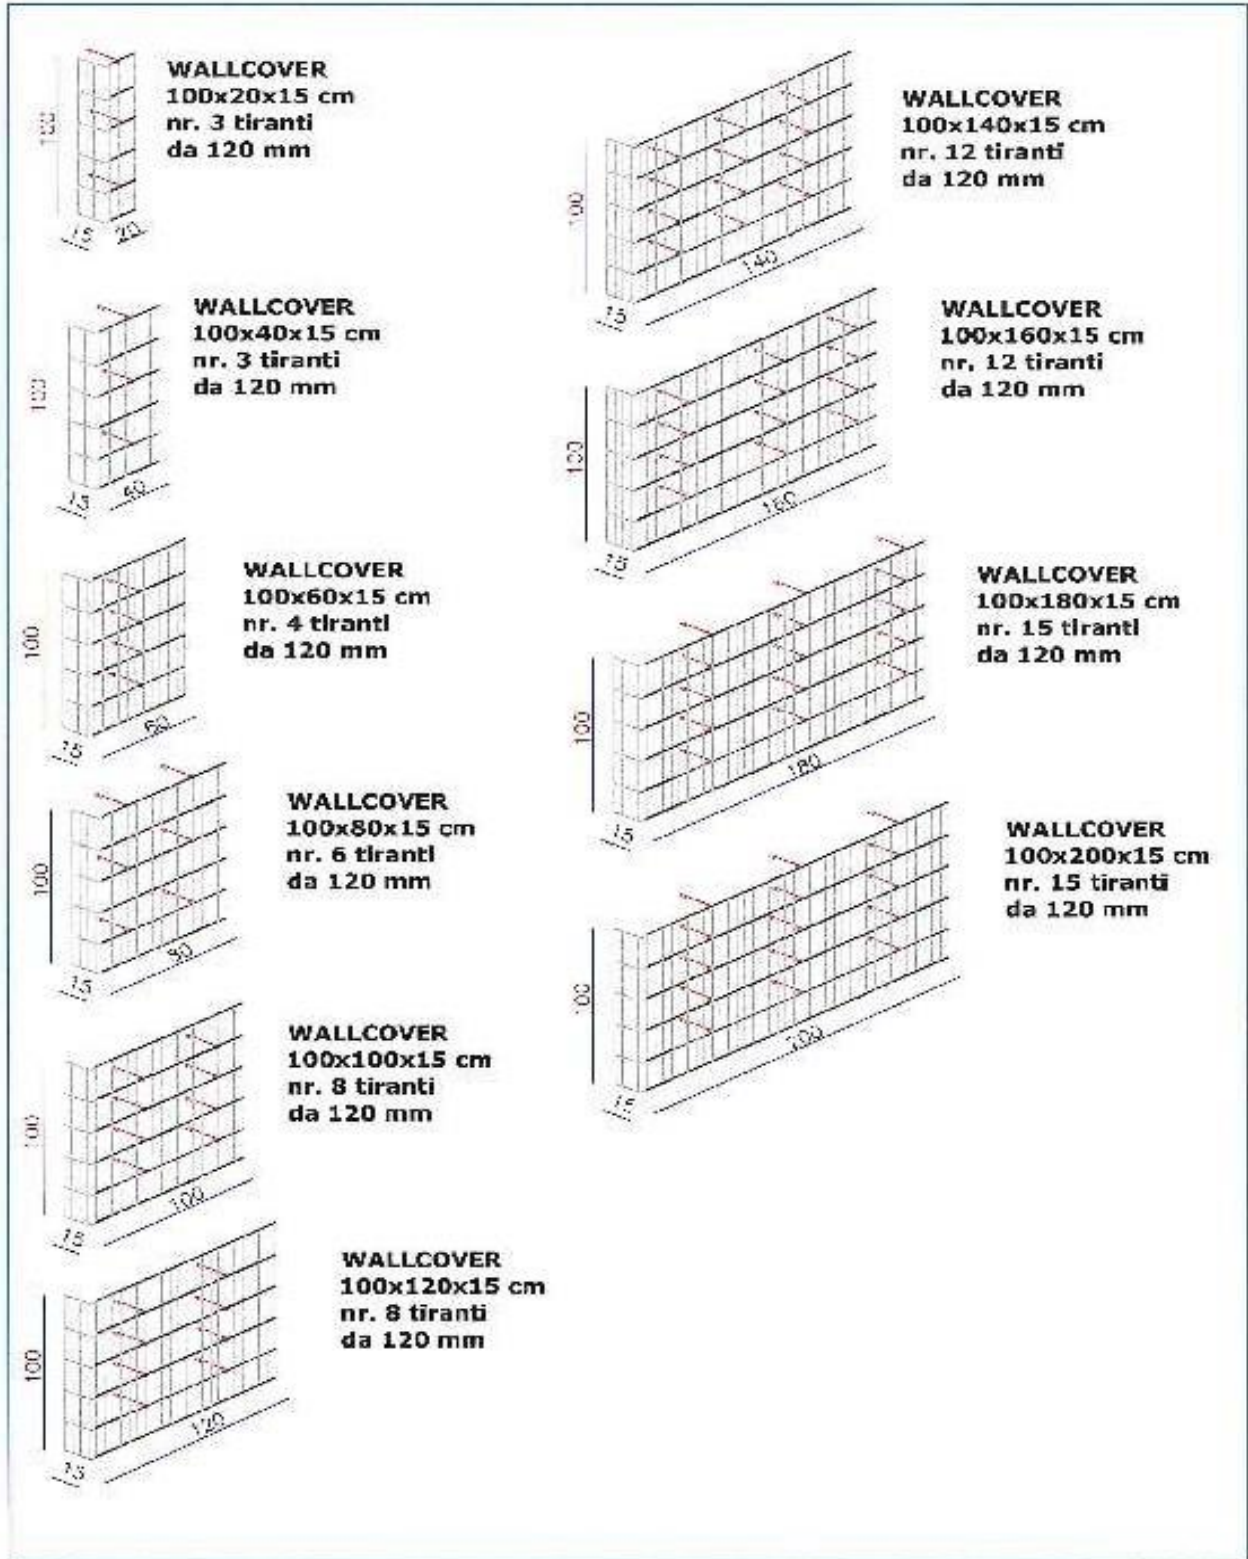 WALLCOVER
100x20x15 cm
nr. 3 tiranti
da 120 mm
100
15
20
WALLCOVER
100x40x15 cm
nr. 3 tiranti
da 120 mm
100
15
40
WALLCOVER
100x60x15 cm
nr. 4 tiranti
da 120 mm
100
15
60
WALLCOVER
100x80x15 cm
nr. 6 tiranti
da 120 mm
100
15
80
WALLCOVER
100x100x15 cm
nr. 8 tiranti
da 120 mm
100
15
100
WALLCOVER
100x120x15 cm
nr. 8 tiranti
da 120 mm
100
15
120
WALLCOVER
100x140x15 cm
nr. 12 tiranti
da 120 mm
100
15
140
WALLCOVER
100x160x15 cm
nr. 12 tiranti
da 120 mm
100
15
160
WALLCOVER
100x180x15 cm
nr. 15 tiranti
da 120 mm
100
15
180
WALLCOVER
100x200x15 cm
nr. 15 tiranti
da 120 mm
100
15
200